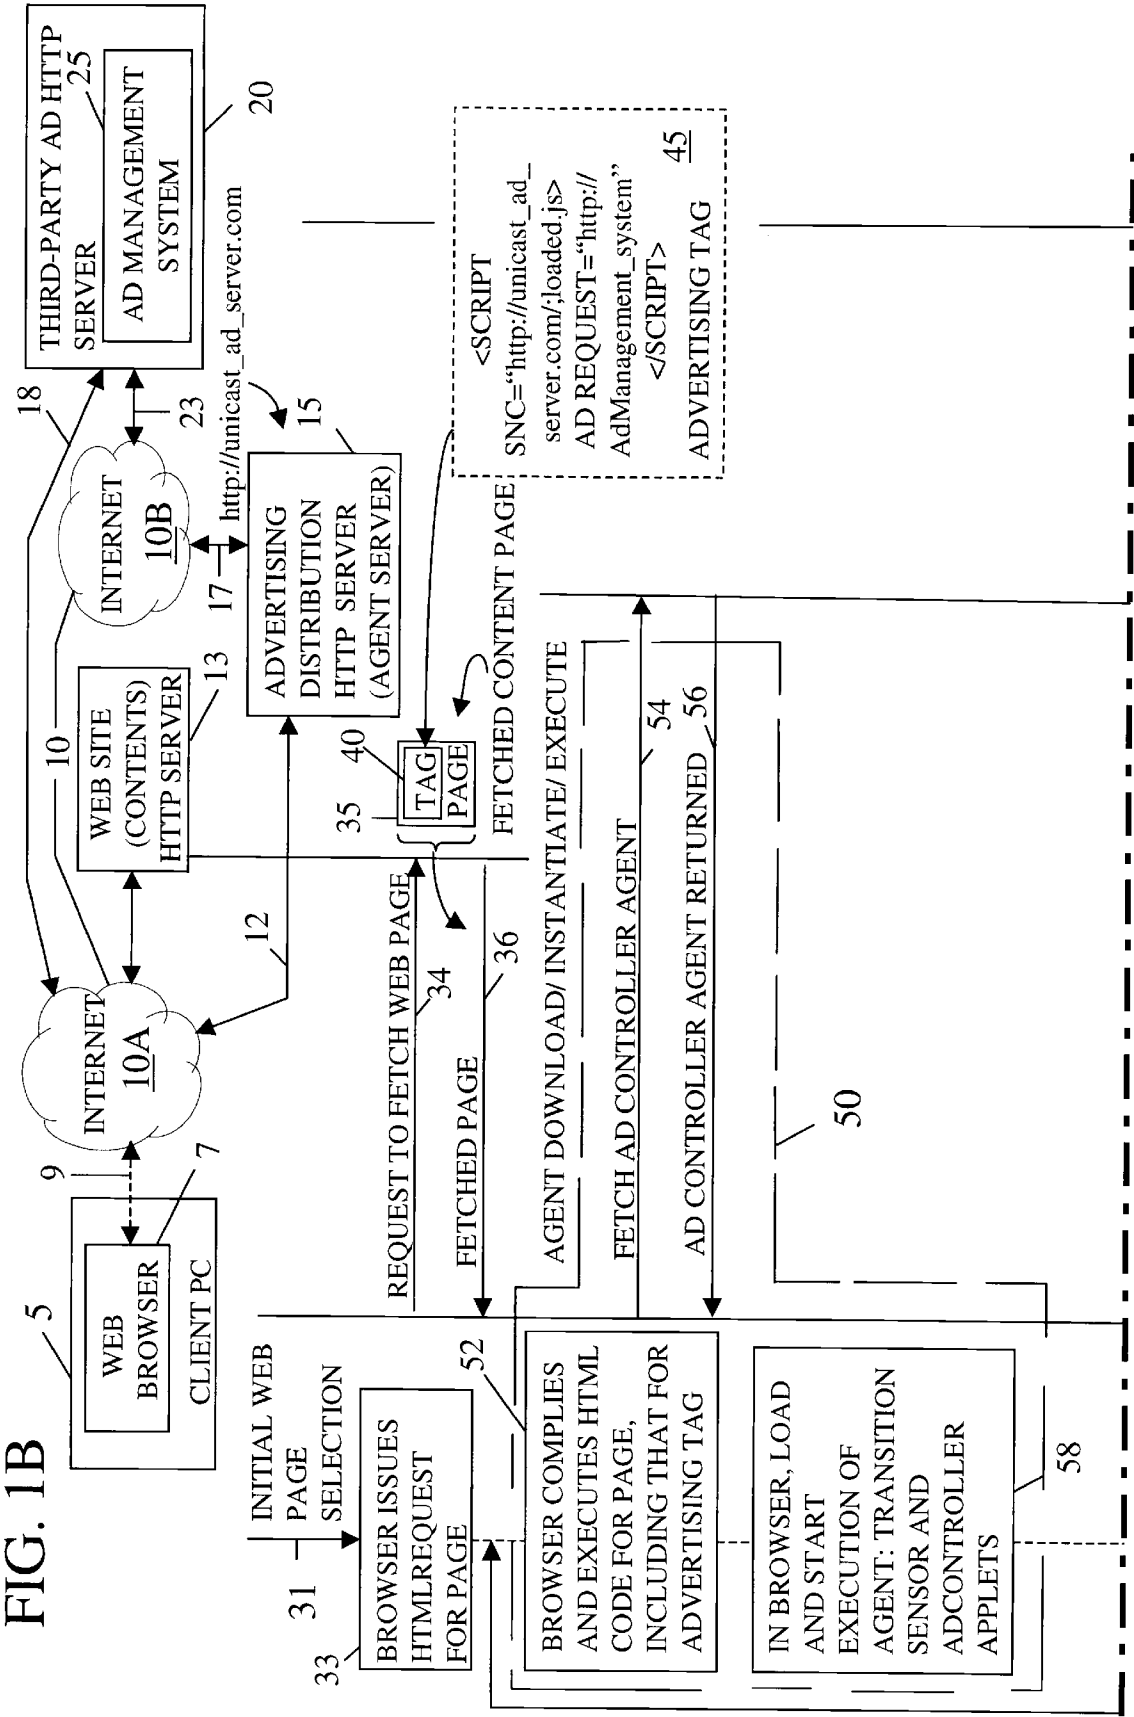 FIG. 1B
5
WEB
BROWSER
CLIENT PC
7
9
INTERNET
10A
10
12
18
WEB SITE
(CONTENTS)
HTTP SERVER
13
INTERNET
10B
17
23
http://unicast_ad_server.com
THIRD-PARTY AD HTTP
SERVER
25
AD MANAGEMENT
SYSTEM
20
ADVERTISING
DISTRIBUTION
HTTP SERVER
(AGENT SERVER)
15
INITIAL WEB
PAGE
SELECTION
31
33
BROWSER ISSUES
HTMLREQUEST
FOR PAGE
REQUEST TO FETCH WEB PAGE
34
FETCHED PAGE
36
35
40
TAG
PAGE
FETCHED CONTENT PAGE
<SCRIPT
SNC=“http://unicast_ad_
server.com/;loaded.js>
AD REQUEST=“http://
AdManagement_system”
</SCRIPT>
45
ADVERTISING TAG
AGENT DOWNLOAD/ INSTANTIATE/ EXECUTE
52
BROWSER COMPLIES
AND EXECUTES HTML
CODE FOR PAGE,
INCLUDING THAT FOR
ADVERTISING TAG
FETCH AD CONTROLLER AGENT
54
AD CONTROLLER AGENT RETURNED
56
50
IN BROWSER, LOAD
AND START
EXECUTION OF
AGENT: TRANSITION
SENSOR AND
ADCONTROLLER
APPLETS
58